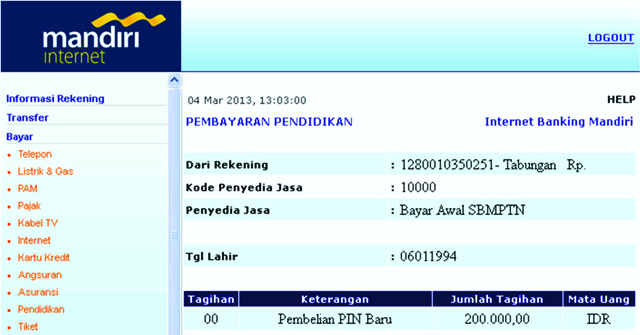 mandiri
internet
LOGOUT
Informasi Rekening
Transfer
Bayar
Telepon
Listrik & Gas
PAM
Pajak
Kabel TV
Internet
Kartu Kredit
Angsuran
Asuransi
Pendidikan
Tiket
04 Mar 2013, 13:03:00 HELP
PEMBAYARAN PENDIDIKAN Internet Banking Mandiri
Dari Rekening : 1280010350251- Tabungan Rp.
Kode Penyedia Jasa : 10000
Penyedia Jasa : Bayar Awal SBMPTN
Tgl Lahir : 06011994
Tagihan Keterangan Jumlah Tagihan Mata Uang
00 Pembelian PIN Baru 200.000,00 IDR